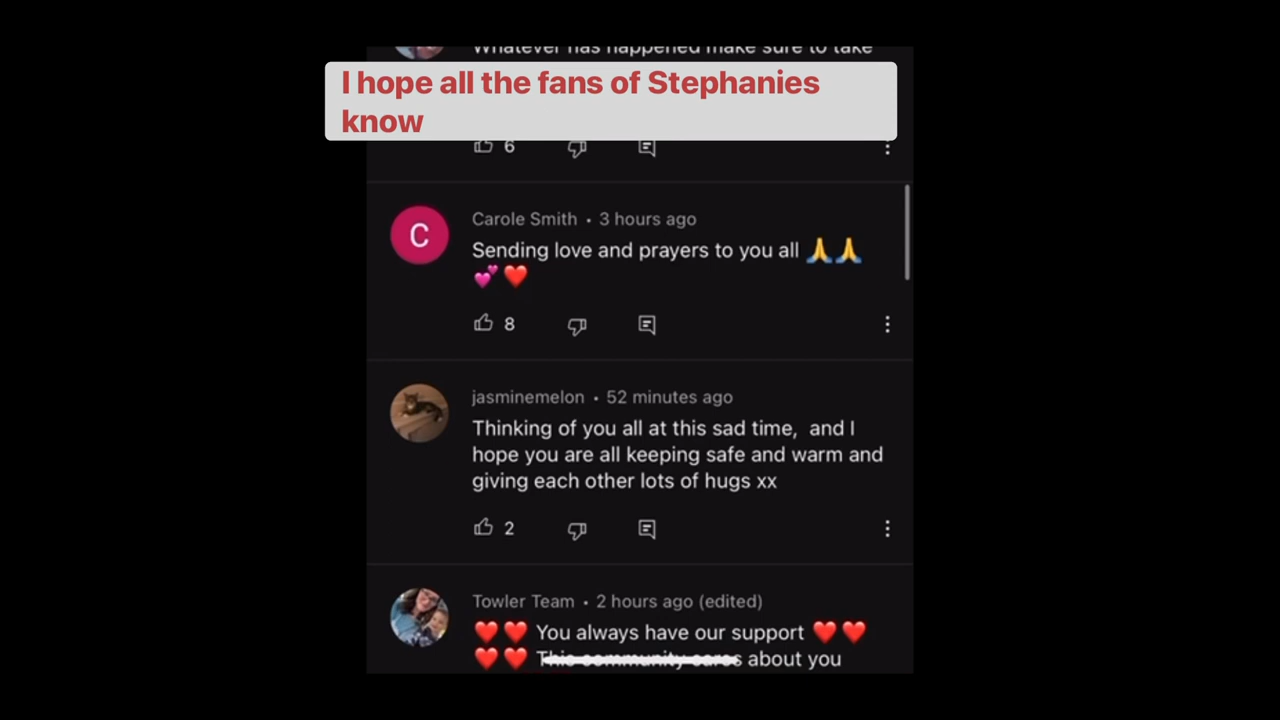 Whatever has happened make sure to take
I hope all the fans of Stephanies
know
6
C
Carole Smith • 3 hours ago
Sending love and prayers to you all 🙏🙏
💕❤️
8
jasminemelon • 52 minutes ago
Thinking of you all at this sad time, and I
hope you are all keeping safe and warm and
giving each other lots of hugs xx
2
Towler Team • 2 hours ago (edited)
❤️❤️ You always have our support ❤️❤️
❤️❤️ This community cares about you